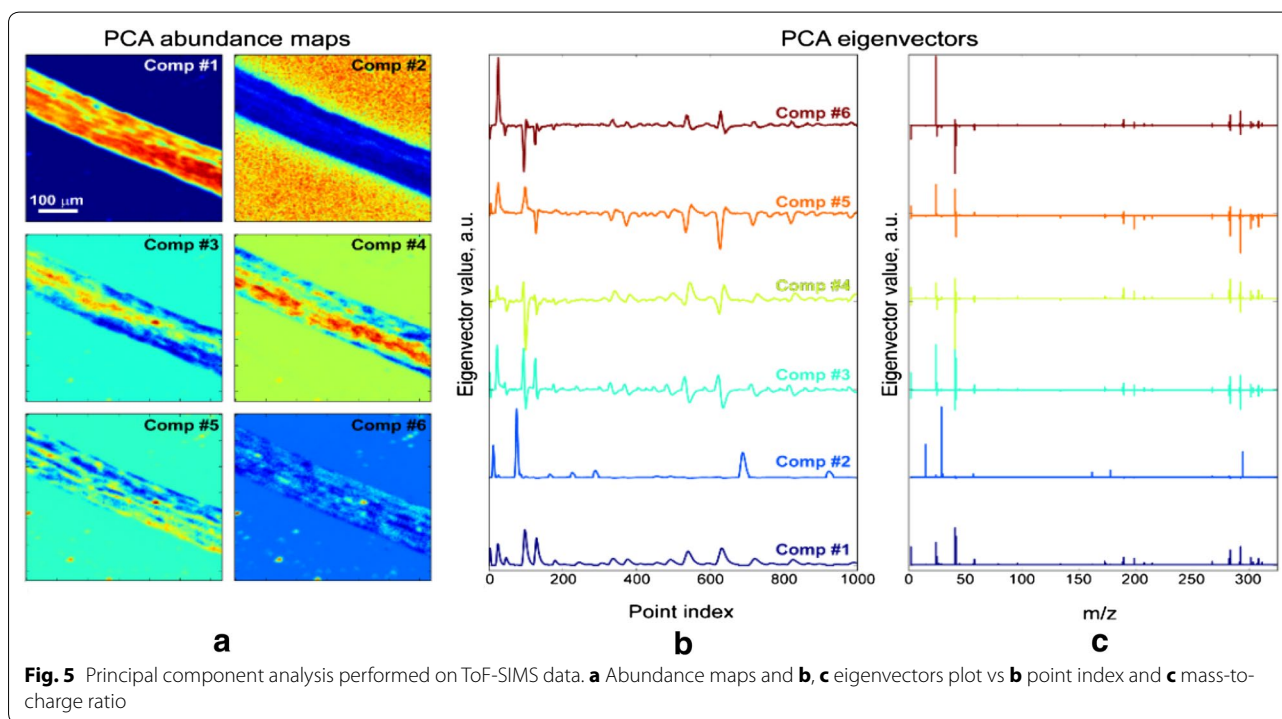 PCA abundance maps
PCA eigenvectors
Comp #1
Comp #2
100 μm
Comp #3
Comp #4
Comp #5
Comp #6
Eigenvector value, a.u.
Comp #6
Comp #5
Comp #4
Comp #3
Comp #2
Comp #1
0 200 400 600 800 1000
Point index
Eigenvector value, a.u.
0 50 100 150 200 250 300
m/z
a b c
Fig. 5 Principal component analysis performed on ToF-SIMS data. a Abundance maps and b, c eigenvectors plot vs b point index and c mass-to-
charge ratio